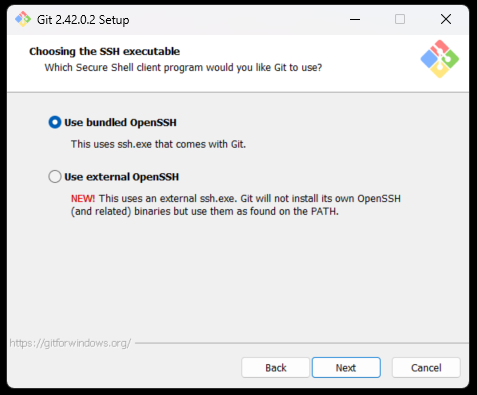 Git 2.42.0.2 Setup
Choosing the SSH executable
Which Secure Shell client program would you like Git to use?
Use bundled OpenSSH
This uses ssh.exe that comes with Git.
Use external OpenSSH
NEW! This uses an external ssh.exe. Git will not install its own OpenSSH
(and related) binaries but use them as found on the PATH.
https://gitforwindows.org/
Back Next Cancel